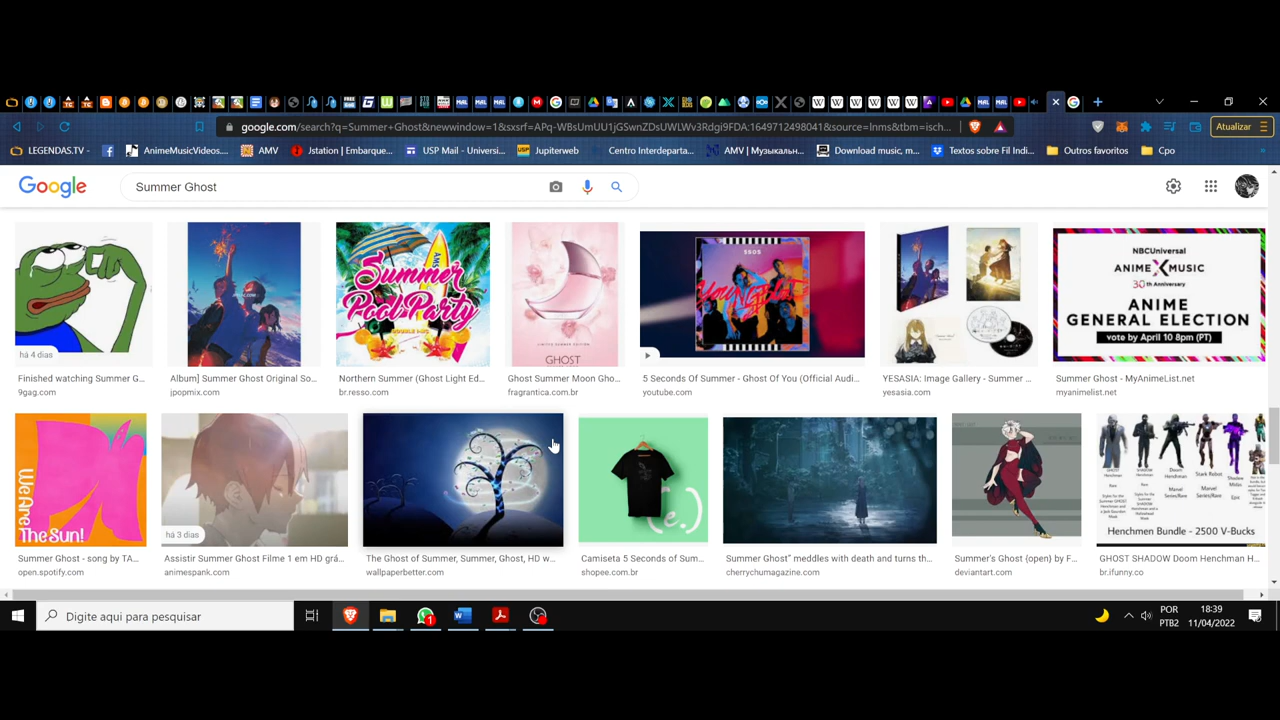 google.com/search?q=Summer+Ghost&newwindow=1&sxsrf=APq-WBsUmUU1jGSwnZDsUWLWv3Rdgi9FDA:1649712498041&source=lnms&tbm=isch...
Atualizar
LEGENDAS.TV -
AnimeMusicVideos....
AMV
Jstation | Embarque...
USP Mail - Universi...
Jupiterweb
Centro Interdeparta...
AMV | Музыкальн...
Download music, m...
Textos sobre Fil Indi...
Outros favoritos
Cpo
Google
Summer Ghost
Summer
Pool Party
LIMITED SUMMER EDITION
GHOST
5SOS
NBCUniversal
ANIME X MUSIC
30th Anniversary
ANIME
GENERAL ELECTION
vote by April 10 8pm (PT)
há 4 dias
Finished watching Summer G...
Album] Summer Ghost Original So...
Northern Summer (Ghost Light Ed...
Ghost Summer Moon Gho...
5 Seconds Of Summer - Ghost Of You (Official Audi...
YESASIA: Image Gallery - Summer ...
Summer Ghost - MyAnimeList.net
9gag.com
jpopmix.com
br.resso.com
fragrantica.com.br
youtube.com
yesasia.com
myanimelist.net
We Are
The Sun!
há 3 dias
Henchmen Bundle - 2500 V-Bucks
Summer Ghost - song by TA...
Assistir Summer Ghost Filme 1 em HD grá...
The Ghost of Summer, Summer, Ghost, HD w...
Camiseta 5 Seconds of Sum...
Summer Ghost" meddles with death and turns th...
Summer's Ghost {open} by F...
GHOST SHADOW Doom Henchman H...
open.spotify.com
animespank.com
wallpaperbetter.com
shopee.com.br
cherrychumagazine.com
deviantart.com
br.ifunny.co
Digite aqui para pesquisar
POR
PTB2
18:39
11/04/2022